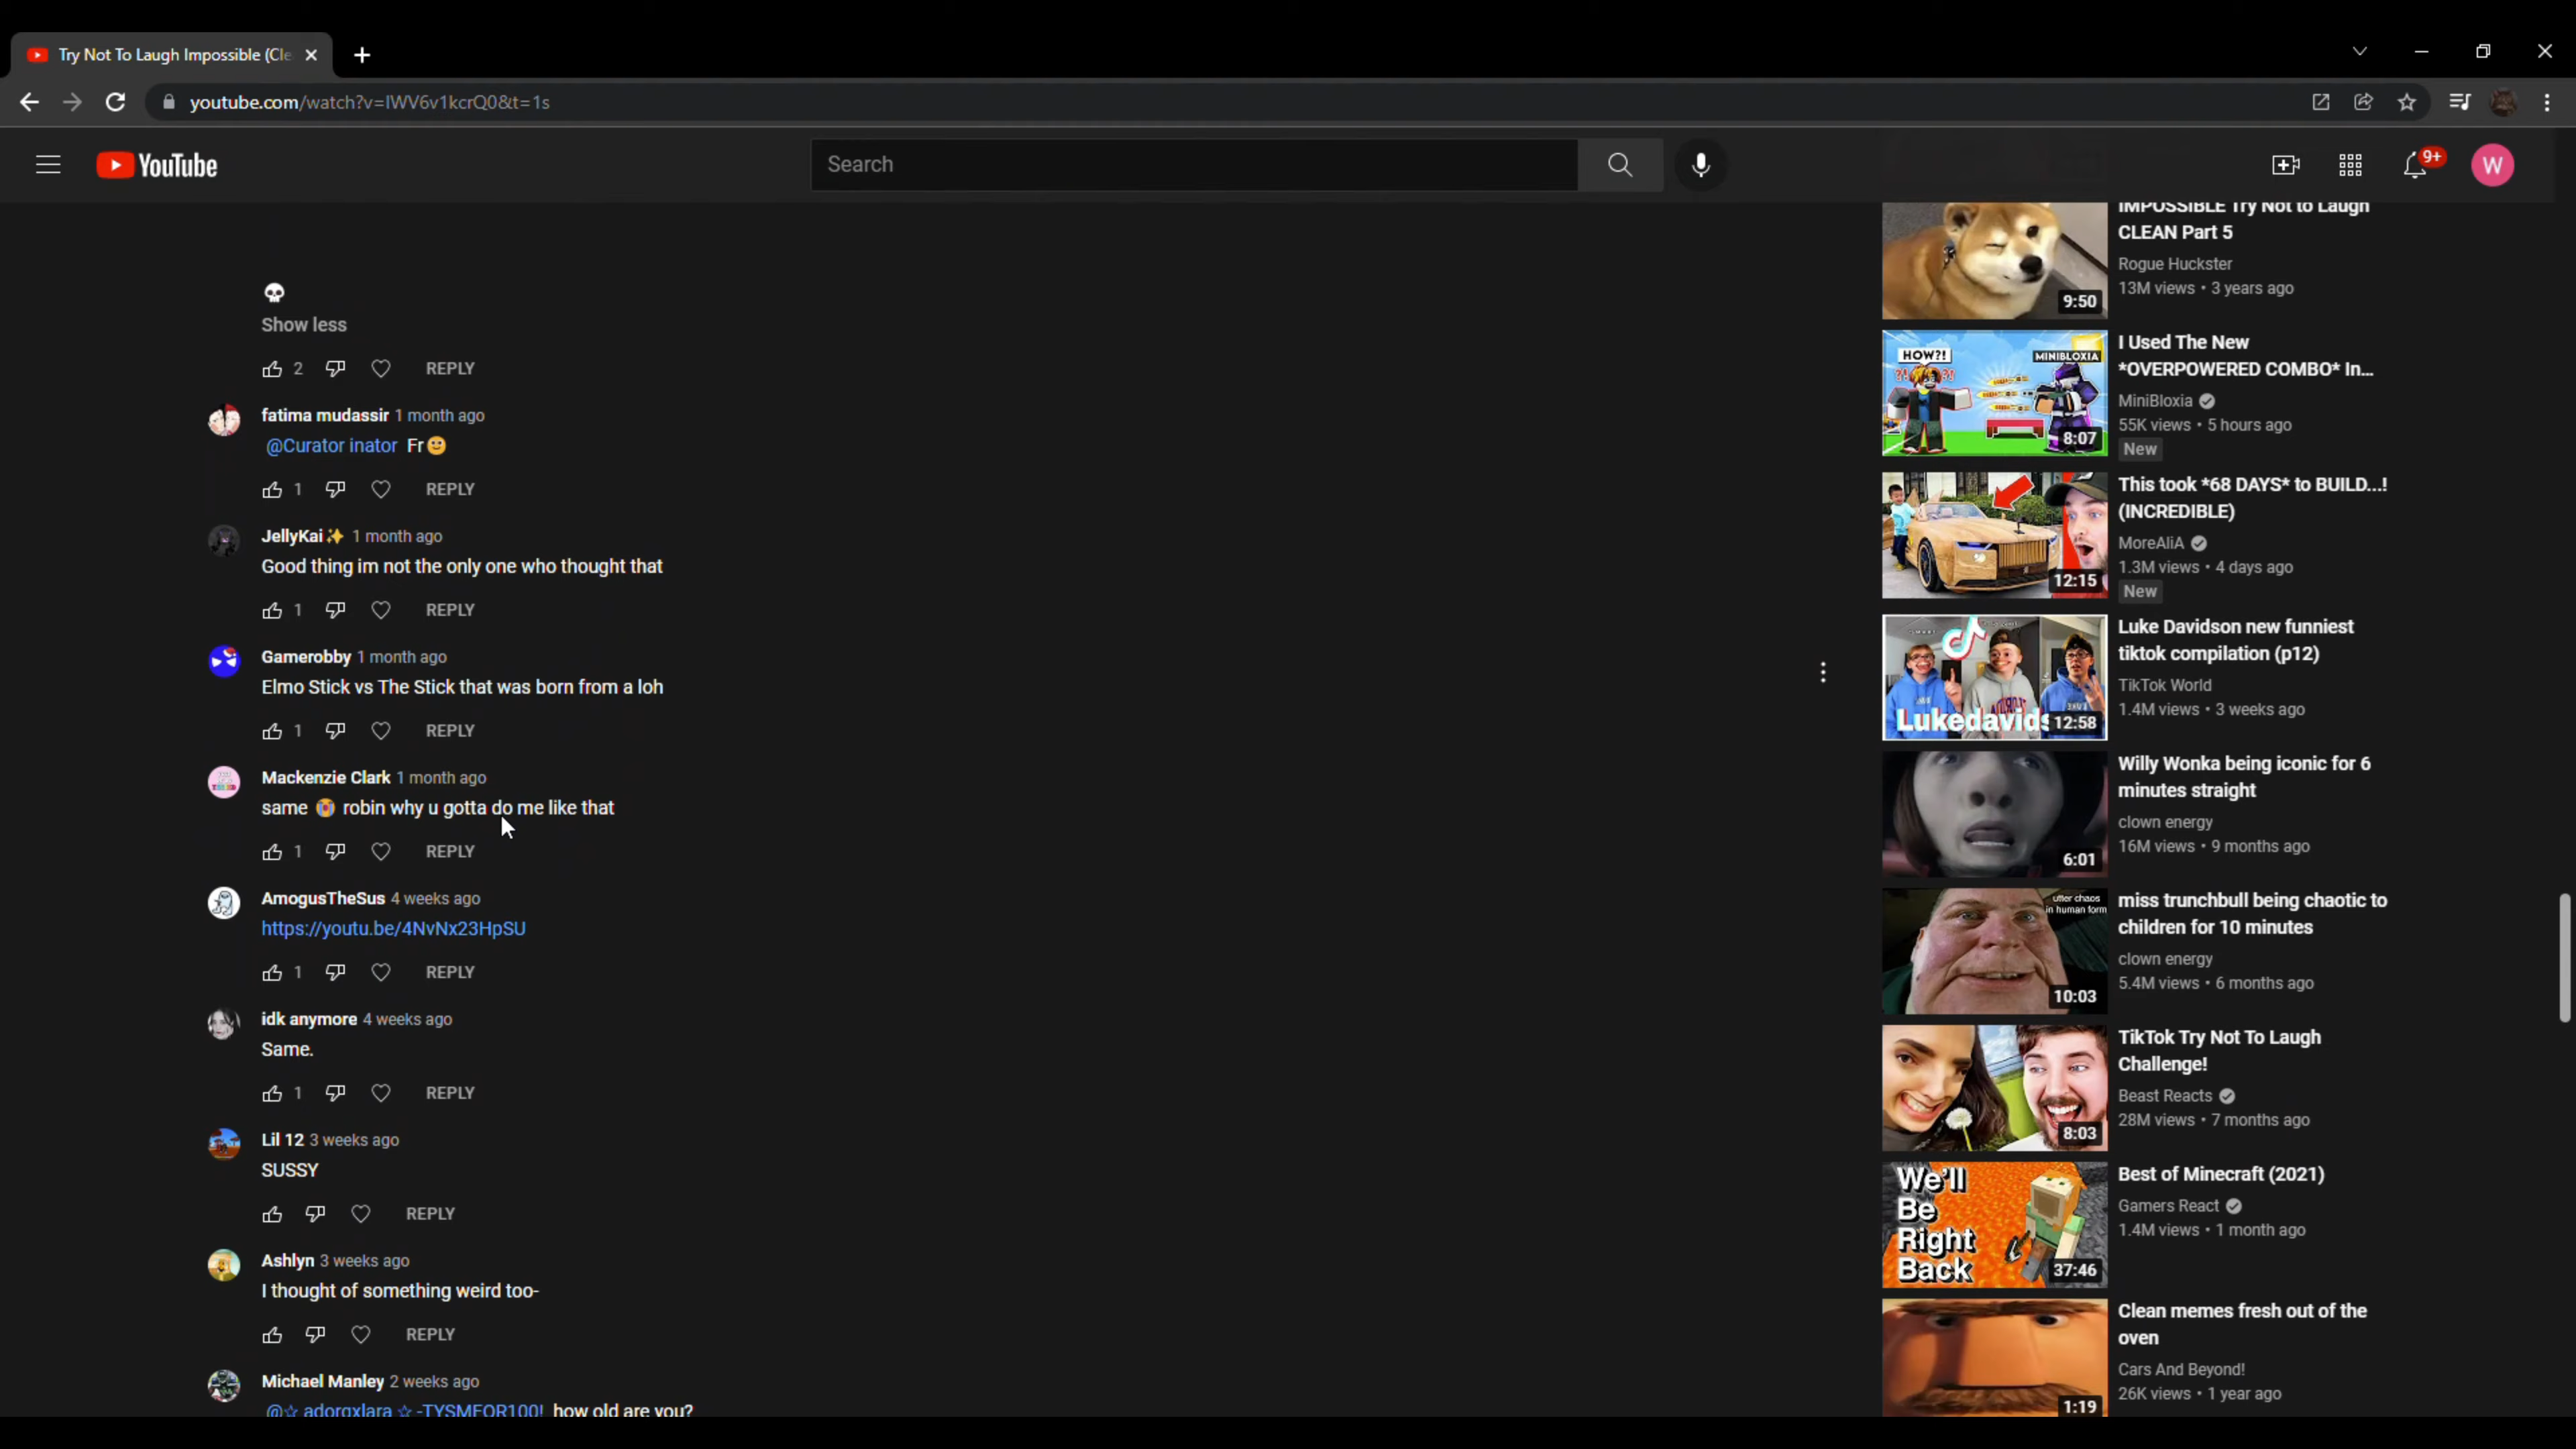 Try Not To Laugh Impossible (Cle
youtube.com/watch?v=IWV6v1kcrQ0&t=1s
YouTube
Search
9+
W
Show less
2
REPLY
fatima mudassir 1 month ago
@Curator inator Fr
1
REPLY
JellyKai 1 month ago
Good thing im not the only one who thought that
1
REPLY
Gamerobby 1 month ago
Elmo Stick vs The Stick that was born from a loh
1
REPLY
Mackenzie Clark 1 month ago
same 😭 robin why u gotta do me like that
1
REPLY
AmogusTheSus 4 weeks ago
https://youtu.be/4NvNx23HpSU
1
REPLY
idk anymore 4 weeks ago
Same.
1
REPLY
Lil 12 3 weeks ago
SUSSY
REPLY
Ashlyn 3 weeks ago
I thought of something weird too-
REPLY
Michael Manley 2 weeks ago
@☆ adorqxlara ☆ -TYSMFOR100! how old are you?
IMPOSSIBLE Try Not to Laugh
CLEAN Part 5
Rogue Huckster
13M views • 3 years ago
9:50
HOW?!
MINIBLOXIA
8:07
I Used The New
*OVERPOWERED COMBO* In...
MiniBloxia
55K views • 5 hours ago
New
12:15
This took *68 DAYS* to BUILD...!
(INCREDIBLE)
MoreAliA
1.3M views • 4 days ago
New
Lukedavids
12:58
Luke Davidson new funniest
tiktok compilation (p12)
TikTok World
1.4M views • 3 weeks ago
6:01
Willy Wonka being iconic for 6
minutes straight
clown energy
16M views • 9 months ago
utter chaos
in human form
10:03
miss trunchbull being chaotic to
children for 10 minutes
clown energy
5.4M views • 6 months ago
8:03
TikTok Try Not To Laugh
Challenge!
Beast Reacts
28M views • 7 months ago
We'll
Be
Right
Back
37:46
Best of Minecraft (2021)
Gamers React
1.4M views • 1 month ago
1:19
Clean memes fresh out of the
oven
Cars And Beyond!
26K views • 1 year ago